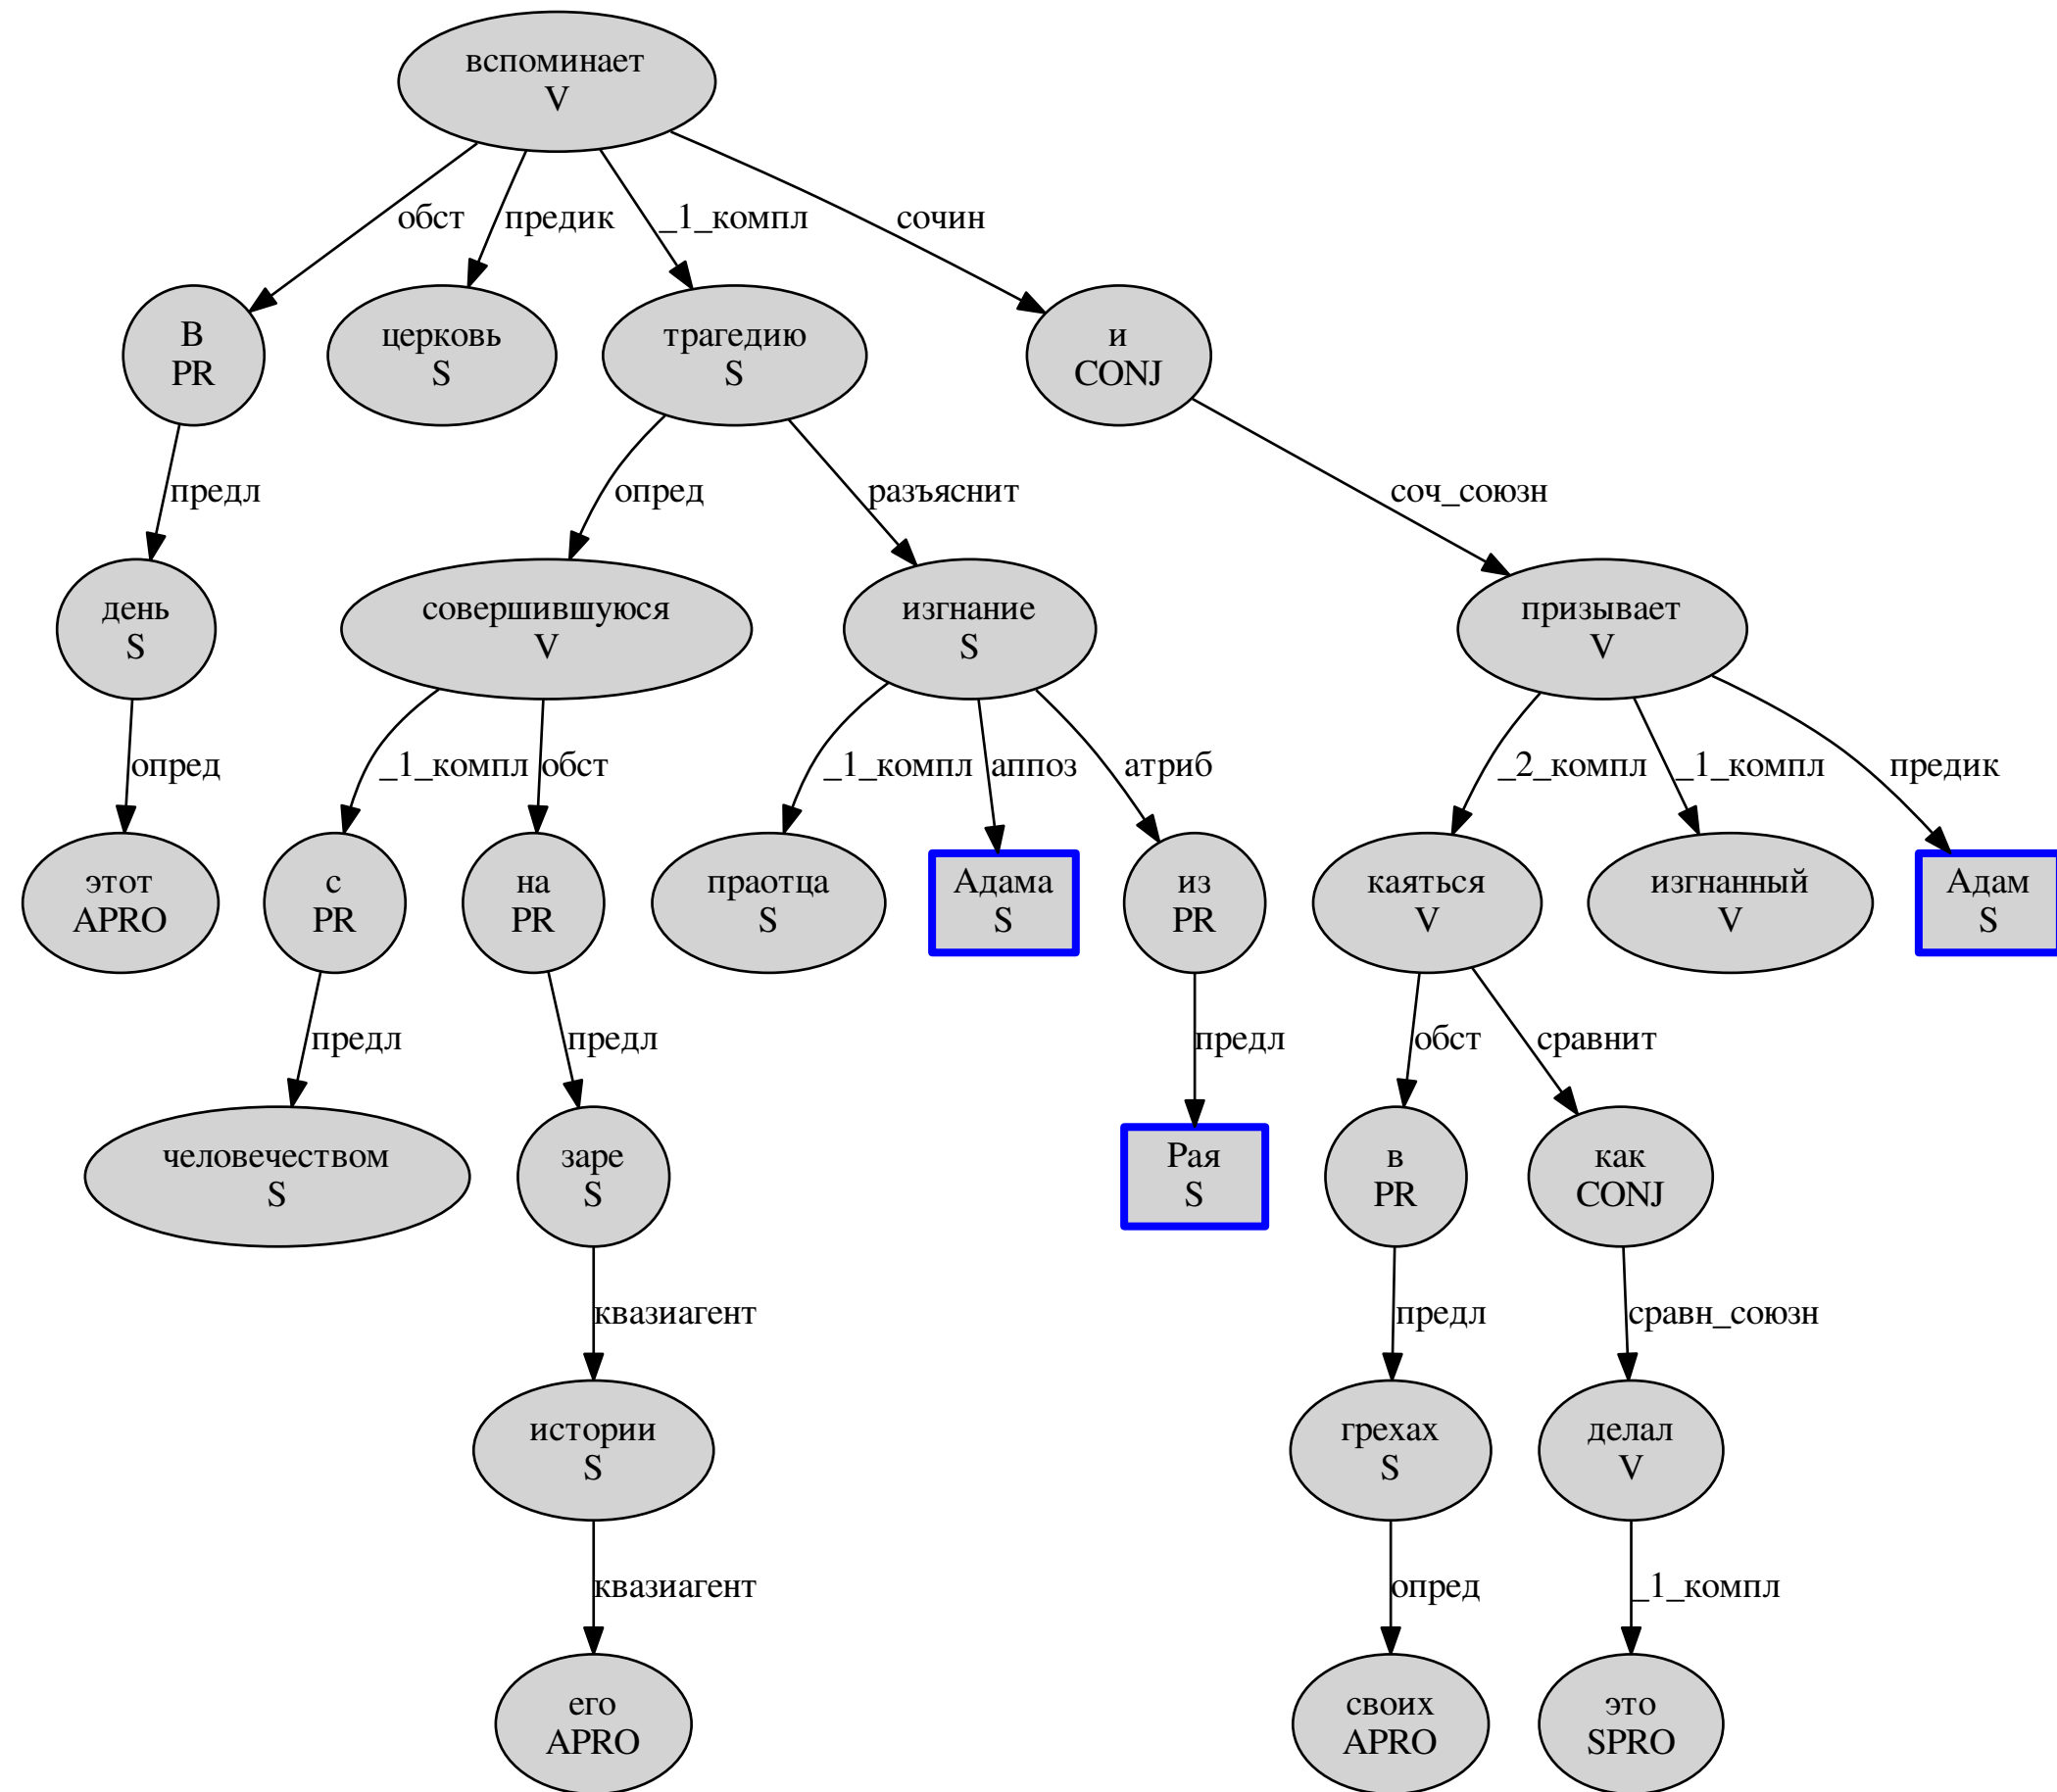 вспоминает
V
обст
предик
_1_компл
сочин
В
PR
церковь
S
трагедию
S
и
CONJ
предл
опред
разъяснит
соч_союзн
день
S
совершившуюся
V
изгнание
S
призывает
V
опред
_1_компл
обст
_1_компл
аппоз
атриб
_2_компл
_1_компл
предик
этот
APRO
с
PR
на
PR
праотца
S
Адама
S
из
PR
каяться
V
изгнанный
V
Адам
S
предл
предл
предл
обст
сравнит
человечеством
S
заре
S
Рая
S
в
PR
как
CONJ
квазиагент
предл
сравн_союзн
истории
S
грехах
S
делал
V
квазиагент
опред
_1_компл
его
APRO
своих
APRO
это
SPRO